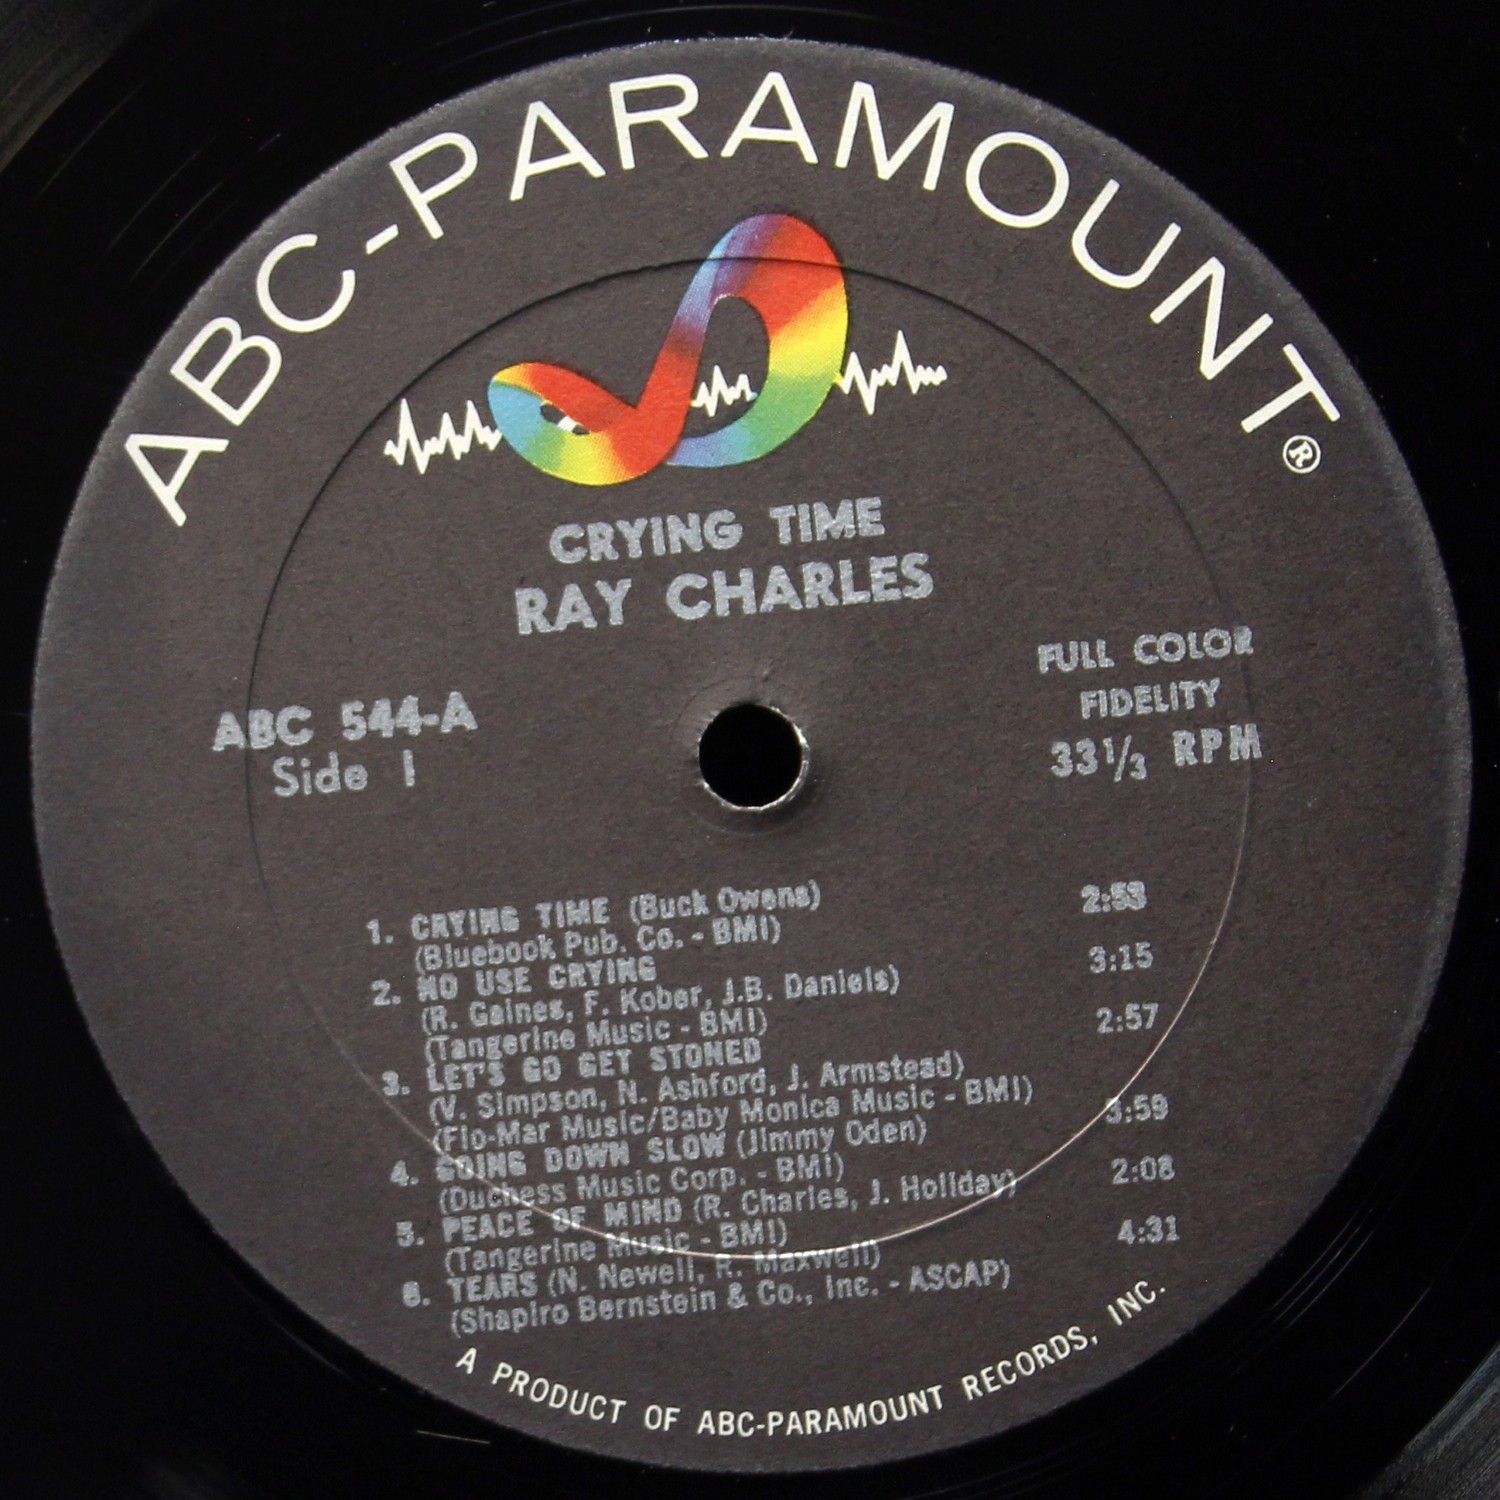 ABC-PARAMOUNT®
CRYING TIME
RAY CHARLES
ABC 544-A
Side 1
FULL COLOR
FIDELITY
33 1/3 RPM
1. CRYING TIME (Buck Owens) 2:53
(Bluebook Pub. Co. - BMI)
2. NO USE CRYING 3:15
(R. Gaines, F. Kober, J.B. Daniels)
(Tangerine Music - BMI)
3. LET'S GO GET STONED 2:57
(V. Simpson, N. Ashford, J. Armstead)
(Flo-Mar Music/Baby Monica Music - BMI)
4. GOING DOWN SLOW (Jimmy Oden) 3:59
(Duchess Music Corp. - BMI)
5. PEACE OF MIND (R. Charles, J. Holiday) 2:08
(Tangerine Music - BMI)
6. TEARS (N. Newell, R. Maxwell) 4:31
(Shapiro Bernstein & Co., Inc. - ASCAP)
A PRODUCT OF ABC-PARAMOUNT RECORDS, INC.